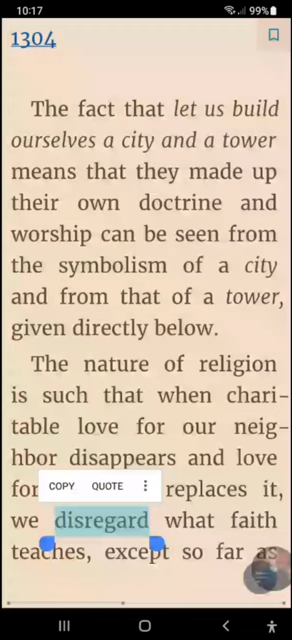 10:17
99%
1304
The fact that let us build
ourselves a city and a tower
means that they made up
their own doctrine and
worship can be seen from
the symbolism of a city
and from that of a tower,
given directly below.
The nature of religion
is such that when chari-
table love for our neig-
hbor disappears and love
for
COPY QUOTE
replaces it,
we disregard what faith
teaches, except so far as